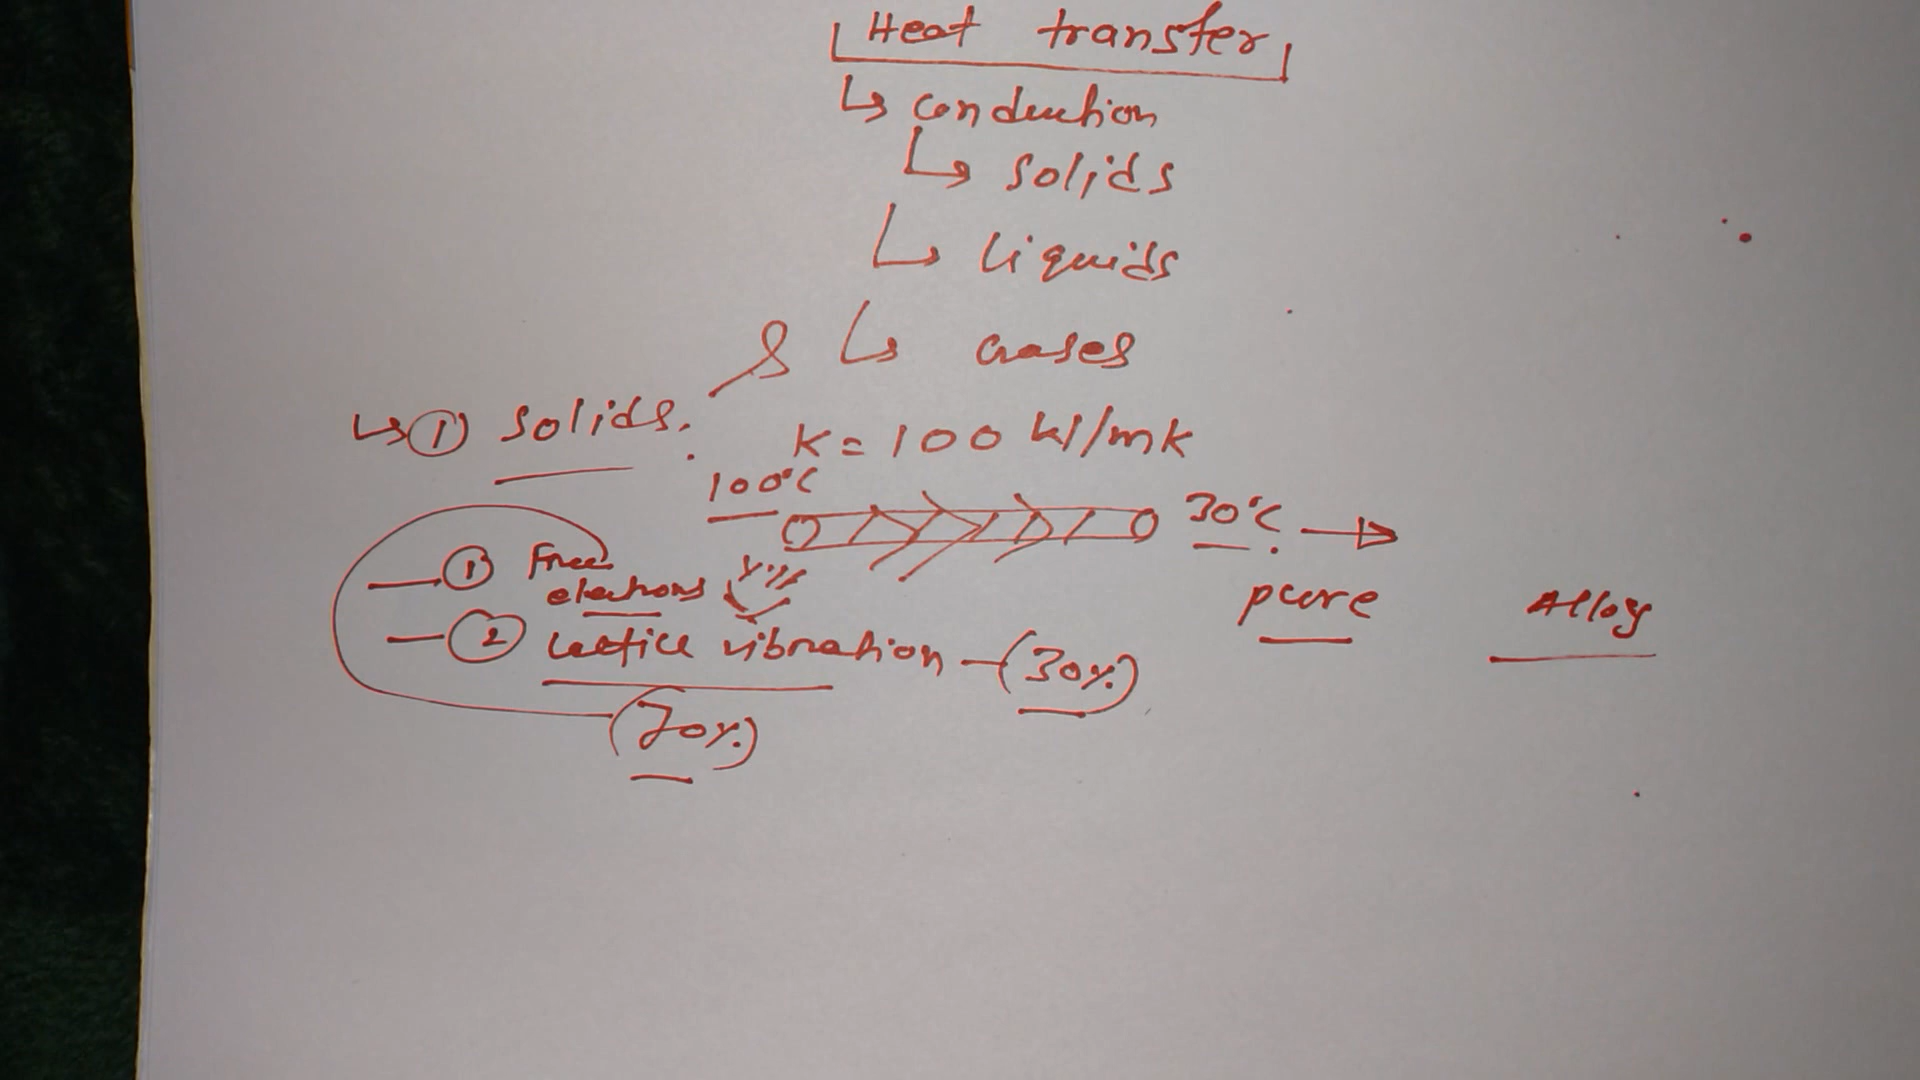 Heat transfer
↳ conduction
↳ solids
↳ liquids
↳ Gases
↳ ① solids.
K = 100 W/mk
100°C
30°C
① Free electrons
② Lattice vibration - (30%)
(70%)
pure
Alloy